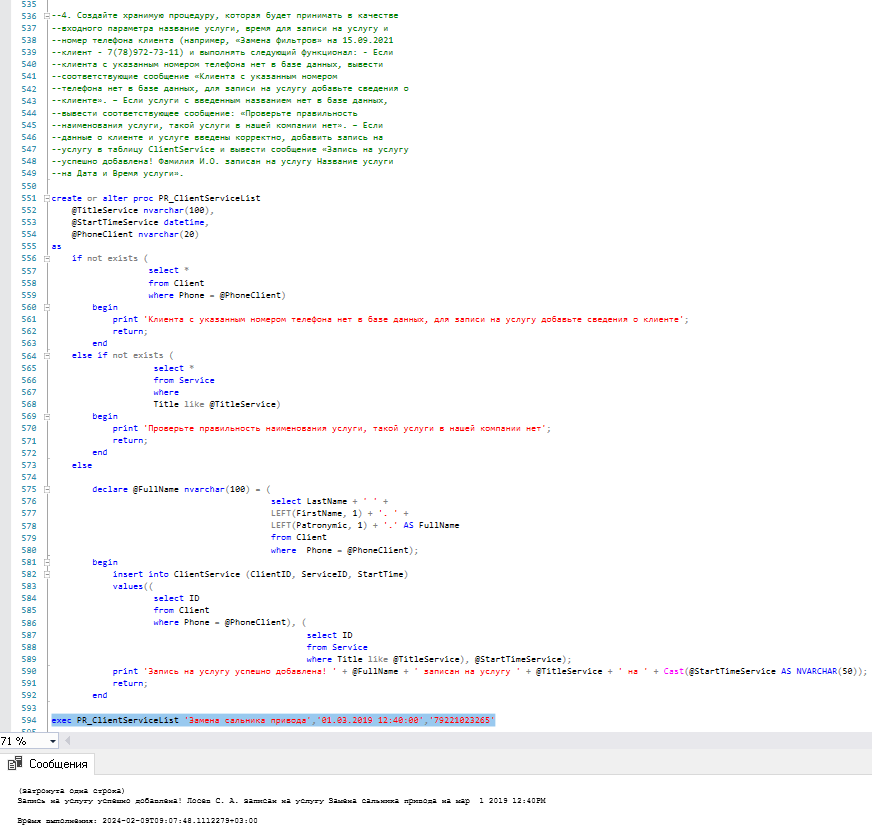 535
536 --4. Создайте хранимую процедуру, которая будет принимать в качестве
537 --входного параметра название услуги, время для записи на услугу и
538 --номер телефона клиента (например, «Замена фильтров» на 15.09.2021
539 --клиент - 7(78)972-73-11) и выполнять следующий функционал: - Если
540 --клиента с указанным номером телефона нет в базе данных, вывести
541 --соответствующие сообщение «Клиента с указанным номером
542 --телефона нет в базе данных, для записи на услугу добавьте сведения о
543 --клиенте». - Если услуги с введенным названием нет в базе данных,
544 --вывести соответствующее сообщение: «Проверьте правильность
545 --наименования услуги, такой услуги в нашей компании нет». - Если
546 --данные о клиенте и услуге введены корректно, добавить запись на
547 --услугу в таблицу ClientService и вывести сообщение «Запись на услугу
548 --успешно добавлена! Фамилия И.О. записан на услугу Название услуги
549 --на Дата и Время услуги».
550
551 create or alter proc PR_ClientServiceList
552 @TitleService nvarchar(100),
553 @StartTimeService datetime,
554 @PhoneClient nvarchar(20)
555 as
556 if not exists (
557 select *
558 from Client
559 where Phone = @PhoneClient)
560 begin
561 print 'Клиента с указанным номером телефона нет в базе данных, для записи на услугу добавьте сведения о клиенте';
562 return;
563 end
564 else if not exists (
565 select *
566 from Service
567 where
568 Title like @TitleService)
569 begin
570 print 'Проверьте правильность наименования услуги, такой услуги в нашей компании нет';
571 return;
572 end
573 else
574
575 declare @FullName nvarchar(100) = (
576 select LastName + ' ' +
577 LEFT(FirstName, 1) + '. ' +
578 LEFT(Patronymic, 1) + '.' AS FullName
579 from Client
580 where Phone = @PhoneClient);
581 begin
582 insert into ClientService (ClientID, ServiceID, StartTime)
583 values((
584 select ID
585 from Client
586 where Phone = @PhoneClient), (
587 select ID
588 from Service
589 where Title like @TitleService), @StartTimeService);
590 print 'Запись на услугу успешно добавлена! ' + @FullName + ' записан на услугу ' + @TitleService + ' на ' + Cast(@StartTimeService AS NVARCHAR(50));
591 return;
592 end
593
594 exec PR_ClientServiceList 'Замена сальника привода','01.03.2019 12:40:00','79221023265'
71 %
Сообщения
(затронута одна строка)
Запись на услугу успешно добавлена! Лосев С. А. записан на услугу Замена сальника привода на мар 1 2019 12:40PM
Время выполнения: 2024-02-09T09:07:48.1112279+03:00